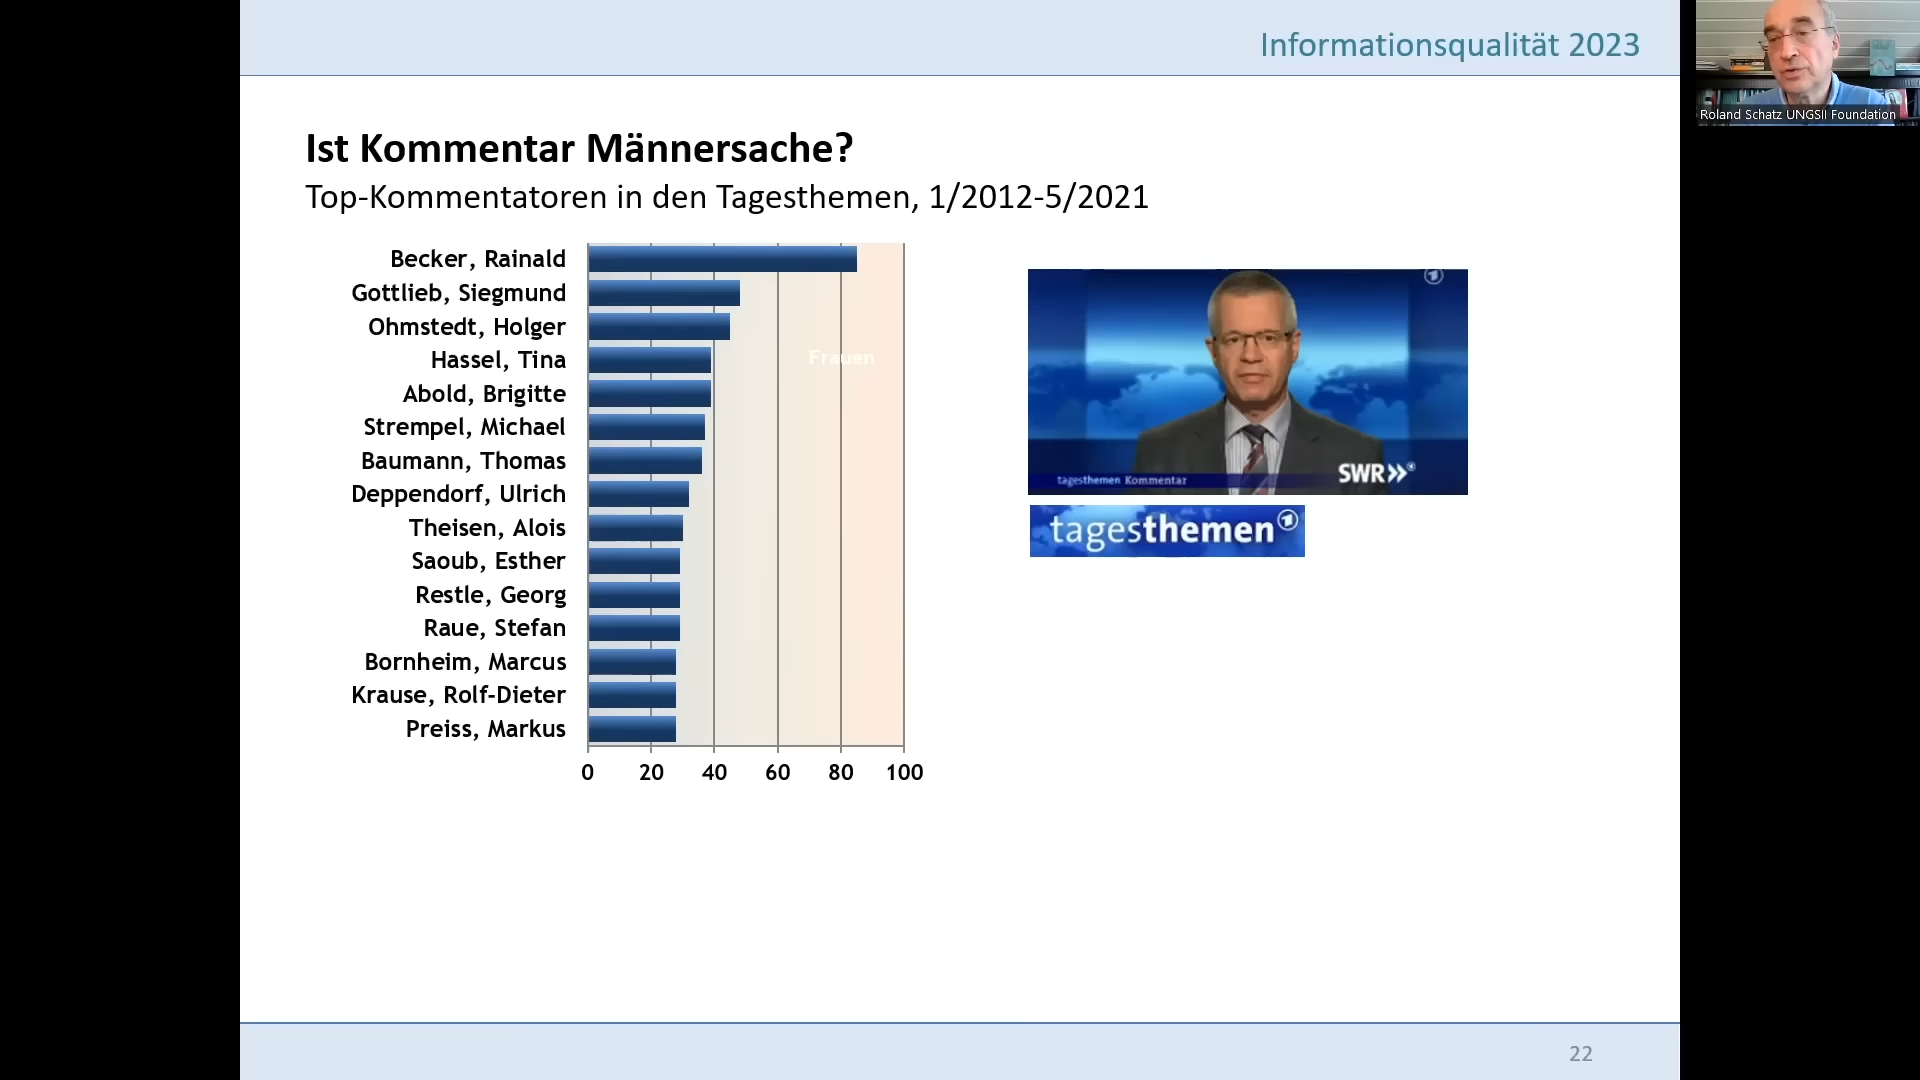 Informationsqualität 2023
Roland Schatz UNGSII Foundation
Ist Kommentar Männersache?
Top-Kommentatoren in den Tagesthemen, 1/2012-5/2021
Becker, Rainald
Gottlieb, Siegmund
Ohmstedt, Holger
Hassel, Tina
Abold, Brigitte
Strempel, Michael
Baumann, Thomas
Deppendorf, Ulrich
Theisen, Alois
Saoub, Esther
Restle, Georg
Raue, Stefan
Bornheim, Marcus
Krause, Rolf-Dieter
Preiss, Markus
0 20 40 60 80 100
Frauen
tagesthemen Kommentar
SWR
tagesthemen
22